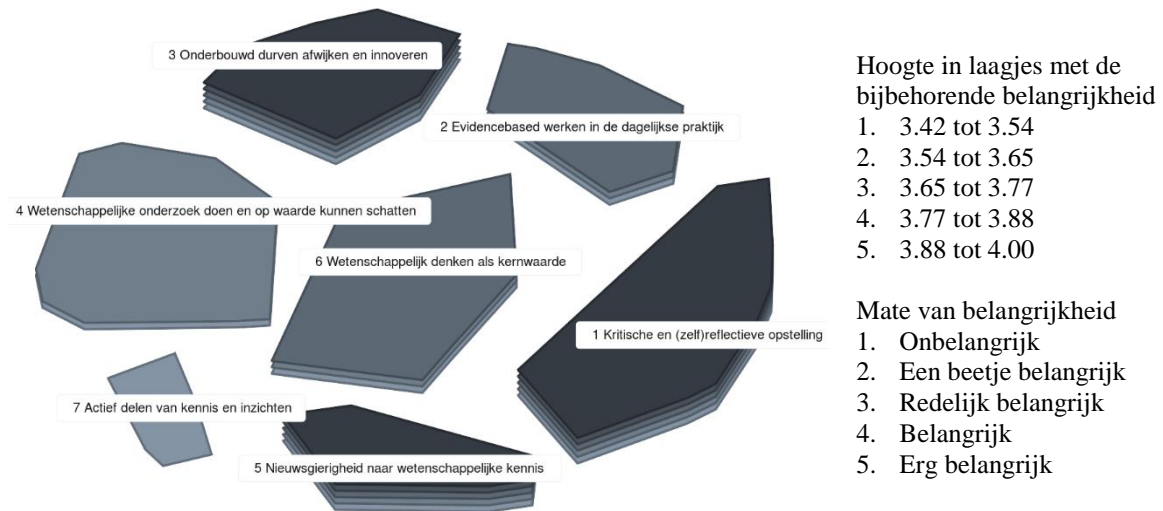 3 Onderbouwd durven afwijken en innoveren
2 Evidencebased werken in de dagelijkse praktijk
4 Wetenschappelijke onderzoek doen en op waarde kunnen schatten
6 Wetenschappelijk denken als kernwaarde
1 Kritische en (zelf)reflectieve opstelling
7 Actief delen van kennis en inzichten
5 Nieuwsgierigheid naar wetenschappelijke kennis
Hoogte in laagjes met de
bijbehorende belangrijkheid
1. 3.42 tot 3.54
2. 3.54 tot 3.65
3. 3.65 tot 3.77
4. 3.77 tot 3.88
5. 3.88 tot 4.00
Mate van belangrijkheid
1. Onbelangrijk
2. Een beetje belangrijk
3. Redelijk belangrijk
4. Belangrijk
5. Erg belangrijk